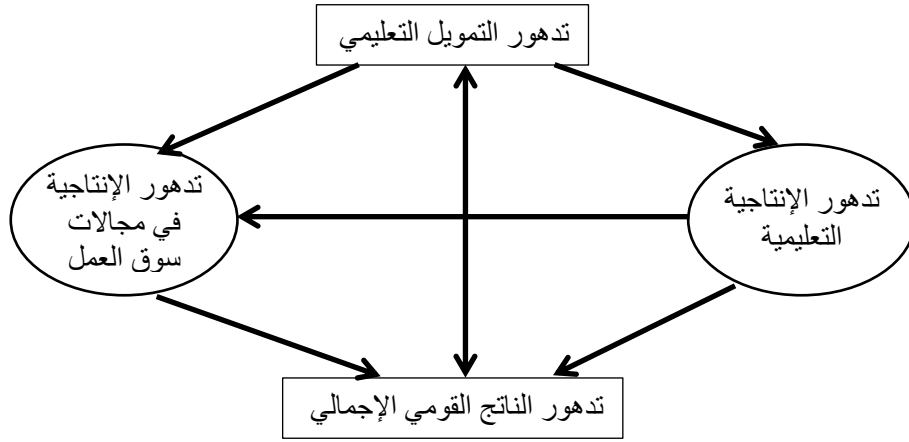 تدهور التمويل التعليمي
تدهور الإنتاجية
التعليمية
تدهور الإنتاجية
في مجالات
سوق العمل
تدهور الناتج القومي الإجمالي